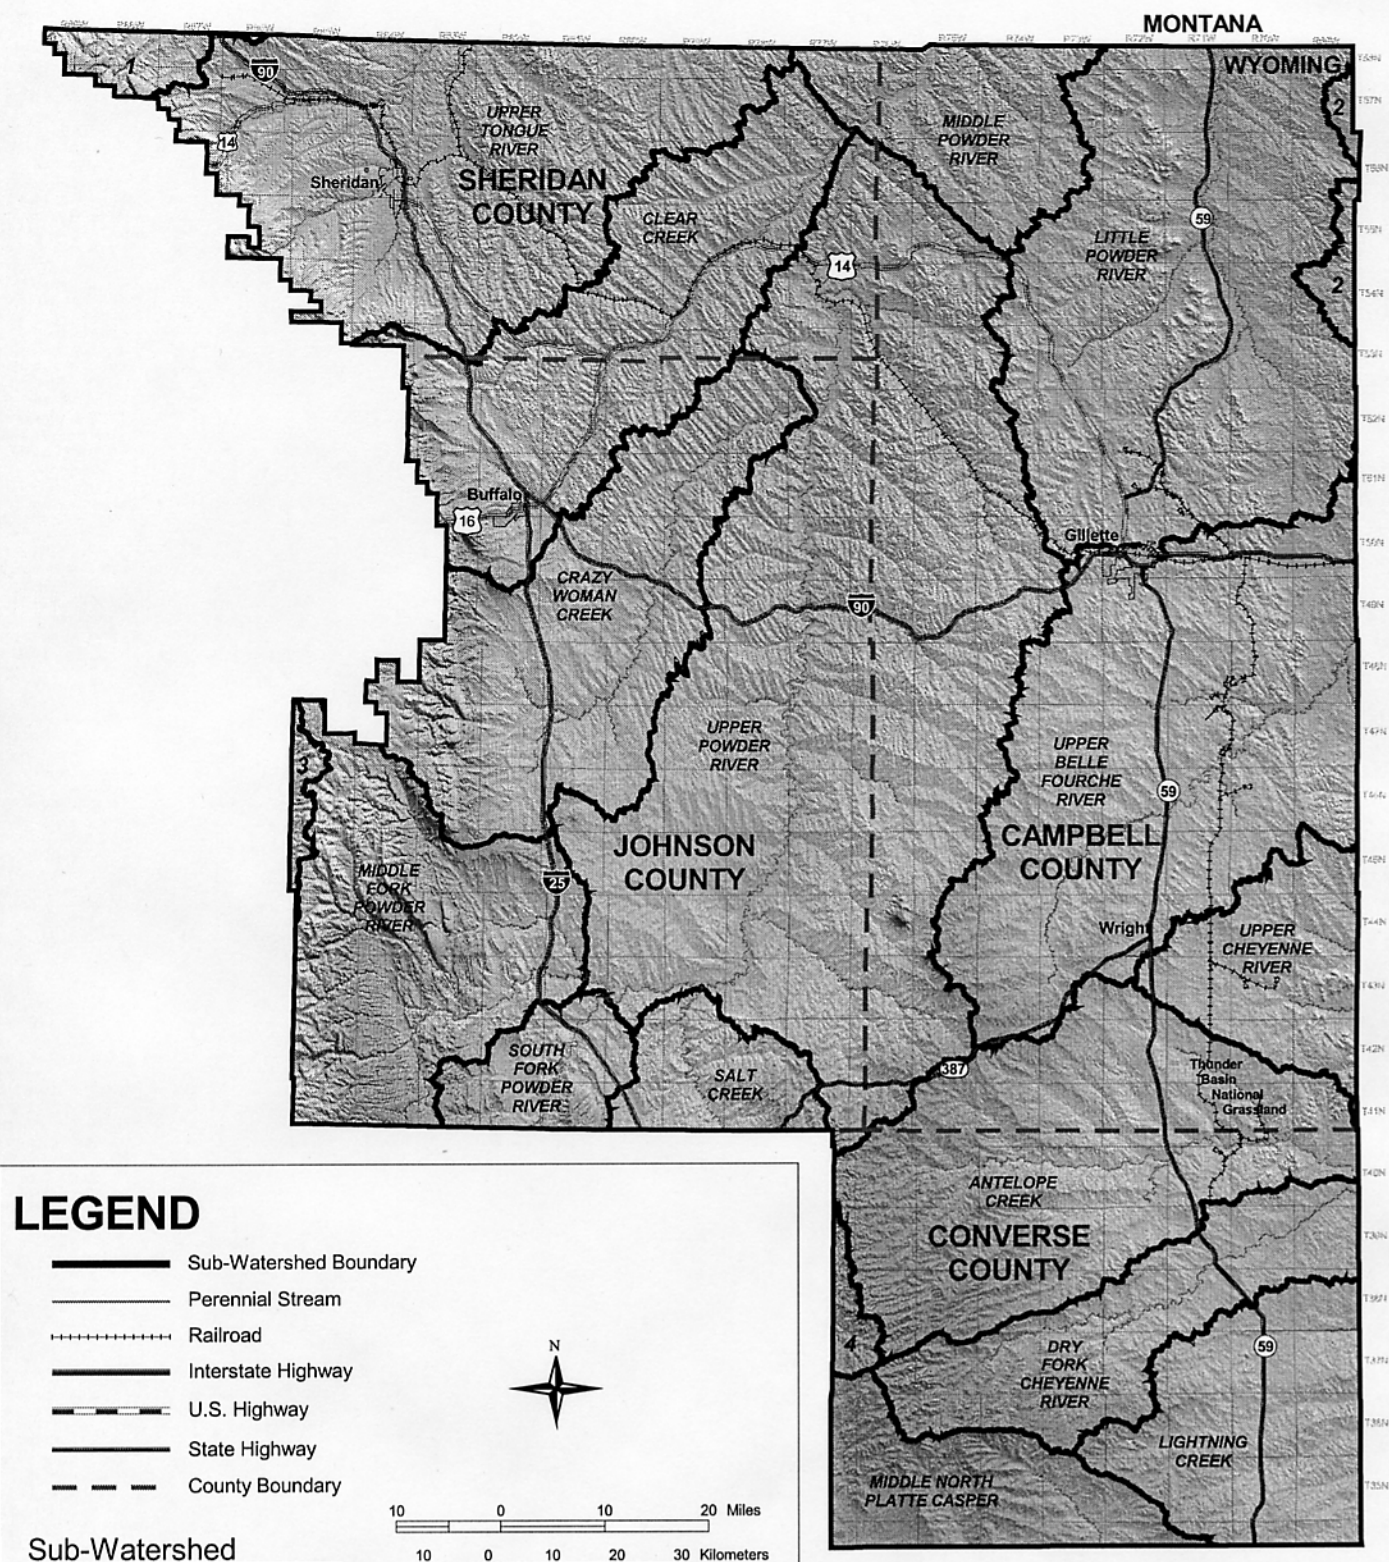 MONTANA
WYOMING
90
14
Sheridan
UPPER
TONGUE
RIVER
SHERIDAN
COUNTY
CLEAR
CREEK
MIDDLE
POWDER
RIVER
LITTLE
POWDER
RIVER
59
2
2
1
14
Buffalo
16
Gillette
CRAZY
WOMAN
CREEK
90
UPPER
POWDER
RIVER
UPPER
BELLE
FOURCHE
RIVER
59
3
JOHNSON
COUNTY
CAMPBELL
COUNTY
MIDDLE
FORK
POWDER
RIVER
25
Wright
UPPER
CHEYENNE
RIVER
SOUTH
FORK
POWDER
RIVER
SALT
CREEK
387
Thunder
Basin
National
Grassland
ANTELOPE
CREEK
CONVERSE
COUNTY
4
DRY
FORK
CHEYENNE
RIVER
59
LIGHTNING
CREEK
MIDDLE NORTH
PLATTE CASPER
LEGEND
Sub-Watershed Boundary
Perennial Stream
Railroad
Interstate Highway
U.S. Highway
State Highway
County Boundary
N
10 0 10 20 Miles
10 0 10 20 30 Kilometers
Sub-Watershed